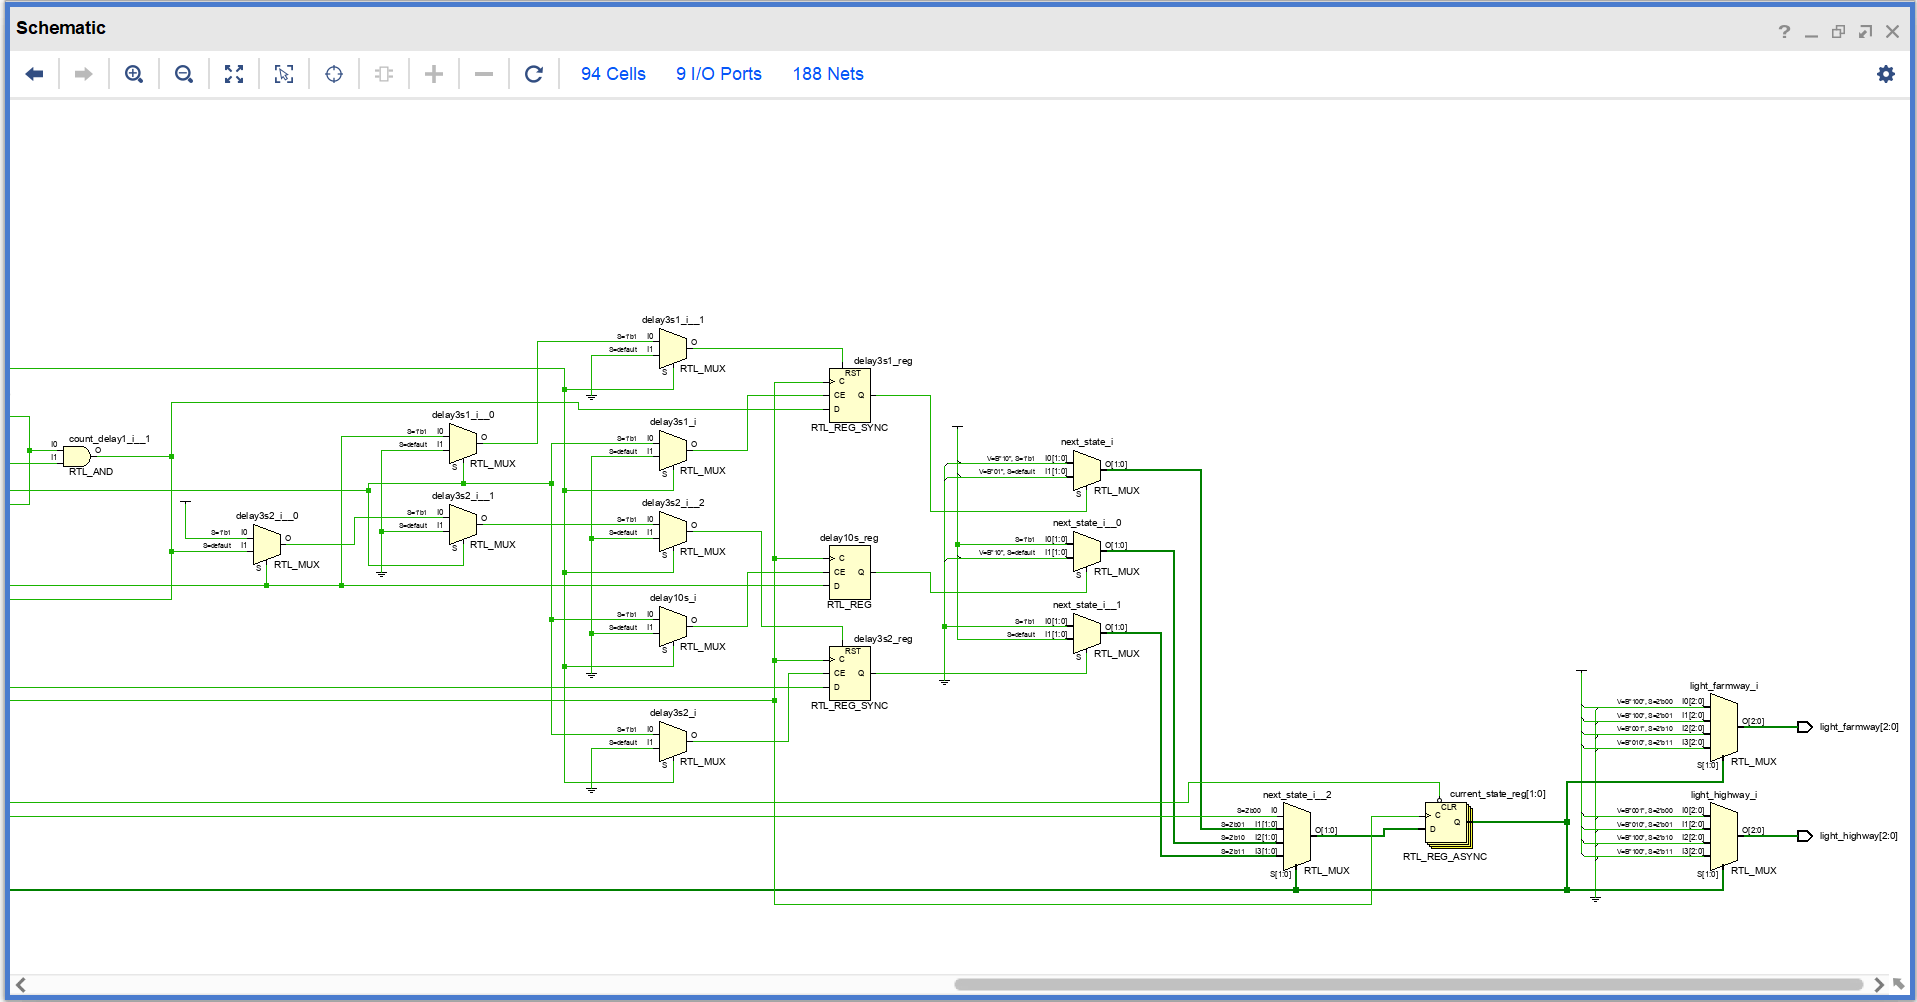 Schematic
94 Cells 9 I/O Ports 188 Nets
delay3s1_i__1
S=1'b1 I0
S=default I1
O
S
RTL_MUX
delay3s1_reg
RST
C
CE Q
D
RTL_REG_SYNC
delay3s1_i__0
S=1'b1 I0
S=default I1
O
S
RTL_MUX
delay3s1_i
S=1'b1 I0
S=default I1
O
S
RTL_MUX
count_delay1_i__1
I0
I1
O
RTL_AND
next_state_i
V=B"10", S=1'b1 I0[1:0]
V=B"01", S=default I1[1:0]
O[1:0]
S
RTL_MUX
delay3s2_i__1
S=1'b1 I0
S=default I1
O
S
RTL_MUX
delay3s2_i__2
S=1'b1 I0
S=default I1
O
S
RTL_MUX
delay3s2_i__0
S=1'b1 I0
S=default I1
O
S
RTL_MUX
delay10s_reg
C
CE Q
D
RTL_REG
next_state_i__0
S=1'b1 I0[1:0]
V=B"10", S=default I1[1:0]
O[1:0]
S
RTL_MUX
delay10s_i
S=1'b1 I0
S=default I1
O
S
RTL_MUX
next_state_i__1
S=1'b1 I0[1:0]
S=default I1[1:0]
O[1:0]
S
RTL_MUX
delay3s2_reg
RST
C
CE Q
D
RTL_REG_SYNC
delay3s2_i
S=1'b1 I0
S=default I1
O
S
RTL_MUX
light_farmway_i
V=B"100", S=2'b00 I0[2:0]
V=B"100", S=2'b01 I1[2:0]
V=B"001", S=2'b10 I2[2:0]
V=B"010", S=2'b11 I3[2:0]
O[2:0]
S[1:0]
RTL_MUX
light_farmway[2:0]
next_state_i__2
S=2'b00 I0
S=2'b01 I1[1:0]
S=2'b10 I2[1:0]
S=2'b11 I3[1:0]
O[1:0]
S[1:0]
RTL_MUX
current_state_reg[1:0]
CLR
C
Q
D
RTL_REG_ASYNC
light_highway_i
V=B"001", S=2'b00 I0[2:0]
V=B"010", S=2'b01 I1[2:0]
V=B"100", S=2'b10 I2[2:0]
V=B"100", S=2'b11 I3[2:0]
O[2:0]
S[1:0]
RTL_MUX
light_highway[2:0]